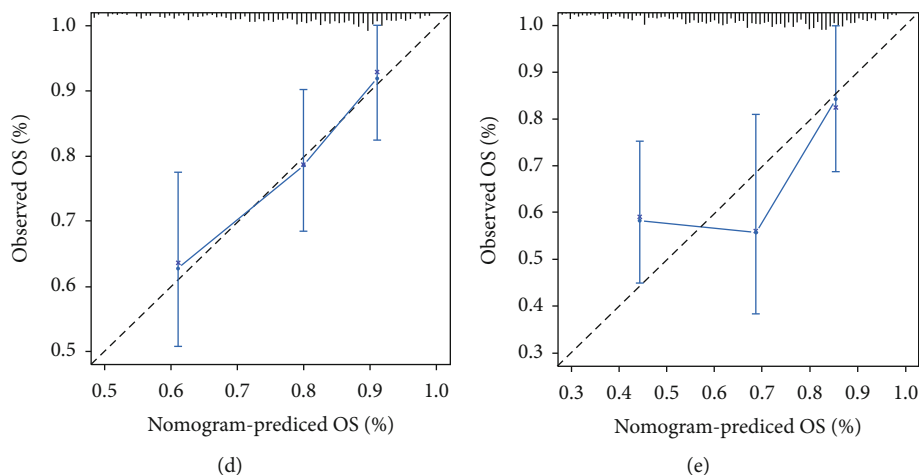 1.0
0.9
0.8
0.7
0.6
0.5
Observed OS (%)
0.5 0.6 0.7 0.8 0.9 1.0
Nomogram-prediced OS (%)
(d)
1.0
0.9
0.8
0.7
0.6
0.5
0.4
0.3
Observed OS (%)
0.3 0.4 0.5 0.6 0.7 0.8 0.9 1.0
Nomogram-prediced OS (%)
(e)